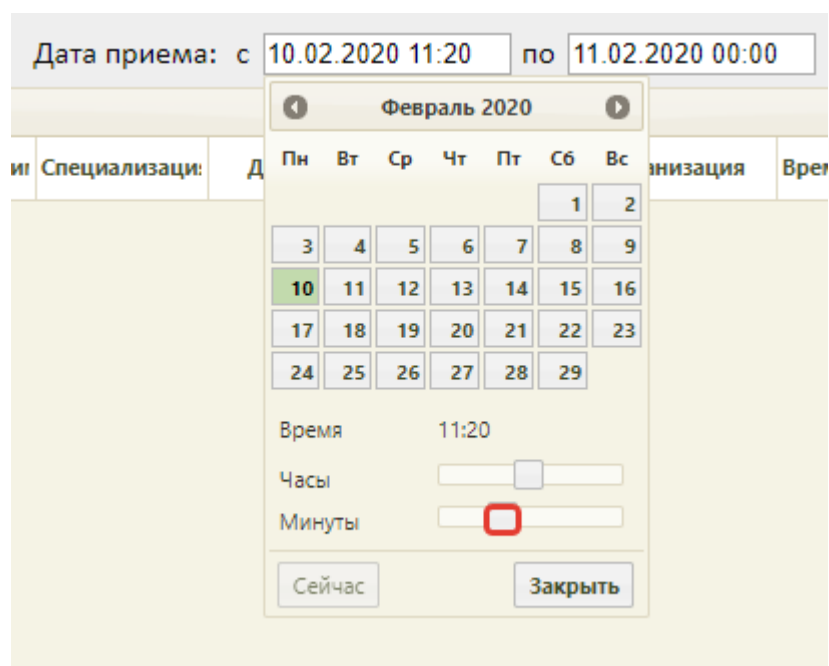 Дата приема: с 10.02.2020 11:20 по 11.02.2020 00:00
Февраль 2020
Специализаци
Пн Вт Ср Чт Пт Сб Вс
низация
Врем
1 2
3 4 5 6 7 8 9
10 11 12 13 14 15 16
17 18 19 20 21 22 23
24 25 26 27 28 29
Время 11:20
Часы
Минуты
Сейчас Закрыть